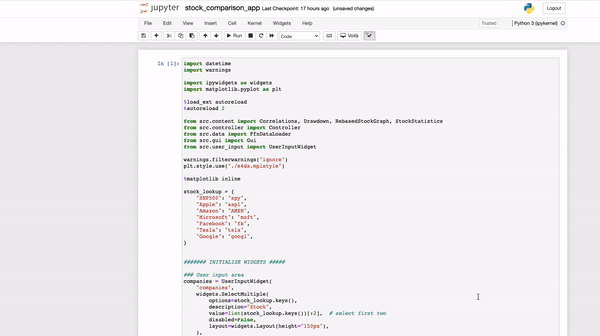 jupyter stock_comparison_app Last Checkpoint: 17 hours ago (unsaved changes)
Logout
File Edit View Insert Cell Kernel Widgets Help
Trusted Python 3 (ipykernel)
Run Code Voilà
In [1]:
import datetime
import warnings
import ipywidgets as widgets
import matplotlib.pyplot as plt
%load_ext autoreload
%autoreload 2
from src.content import Correlations, Drawdown, RebasedStockGraph, StockStatistics
from src.controller import Controller
from src.data import FfnDataLoader
from src.gui import Gui
from src.user_input import UserInputWidget
warnings.filterwarnings("ignore")
plt.style.use("./e4ds.mplstyle")
%matplotlib inline
stock_lookup = {
"SNP500": "spy",
"Apple": "aapl",
"Amazon": "AMZN",
"Microsoft": "msft",
"Facebook": "fb",
"Tesla": "tsla",
"Google": "googl",
}
####### INITIALISE WIDGETS #####
### User input area
companies = UserInputWidget(
"companies",
widgets.SelectMultiple(
options=stock_lookup.keys(),
description="Stock",
value=list(stock_lookup.keys())[:2], # select first two
disabled=False,
layout=widgets.Layout(height="150px"),
),